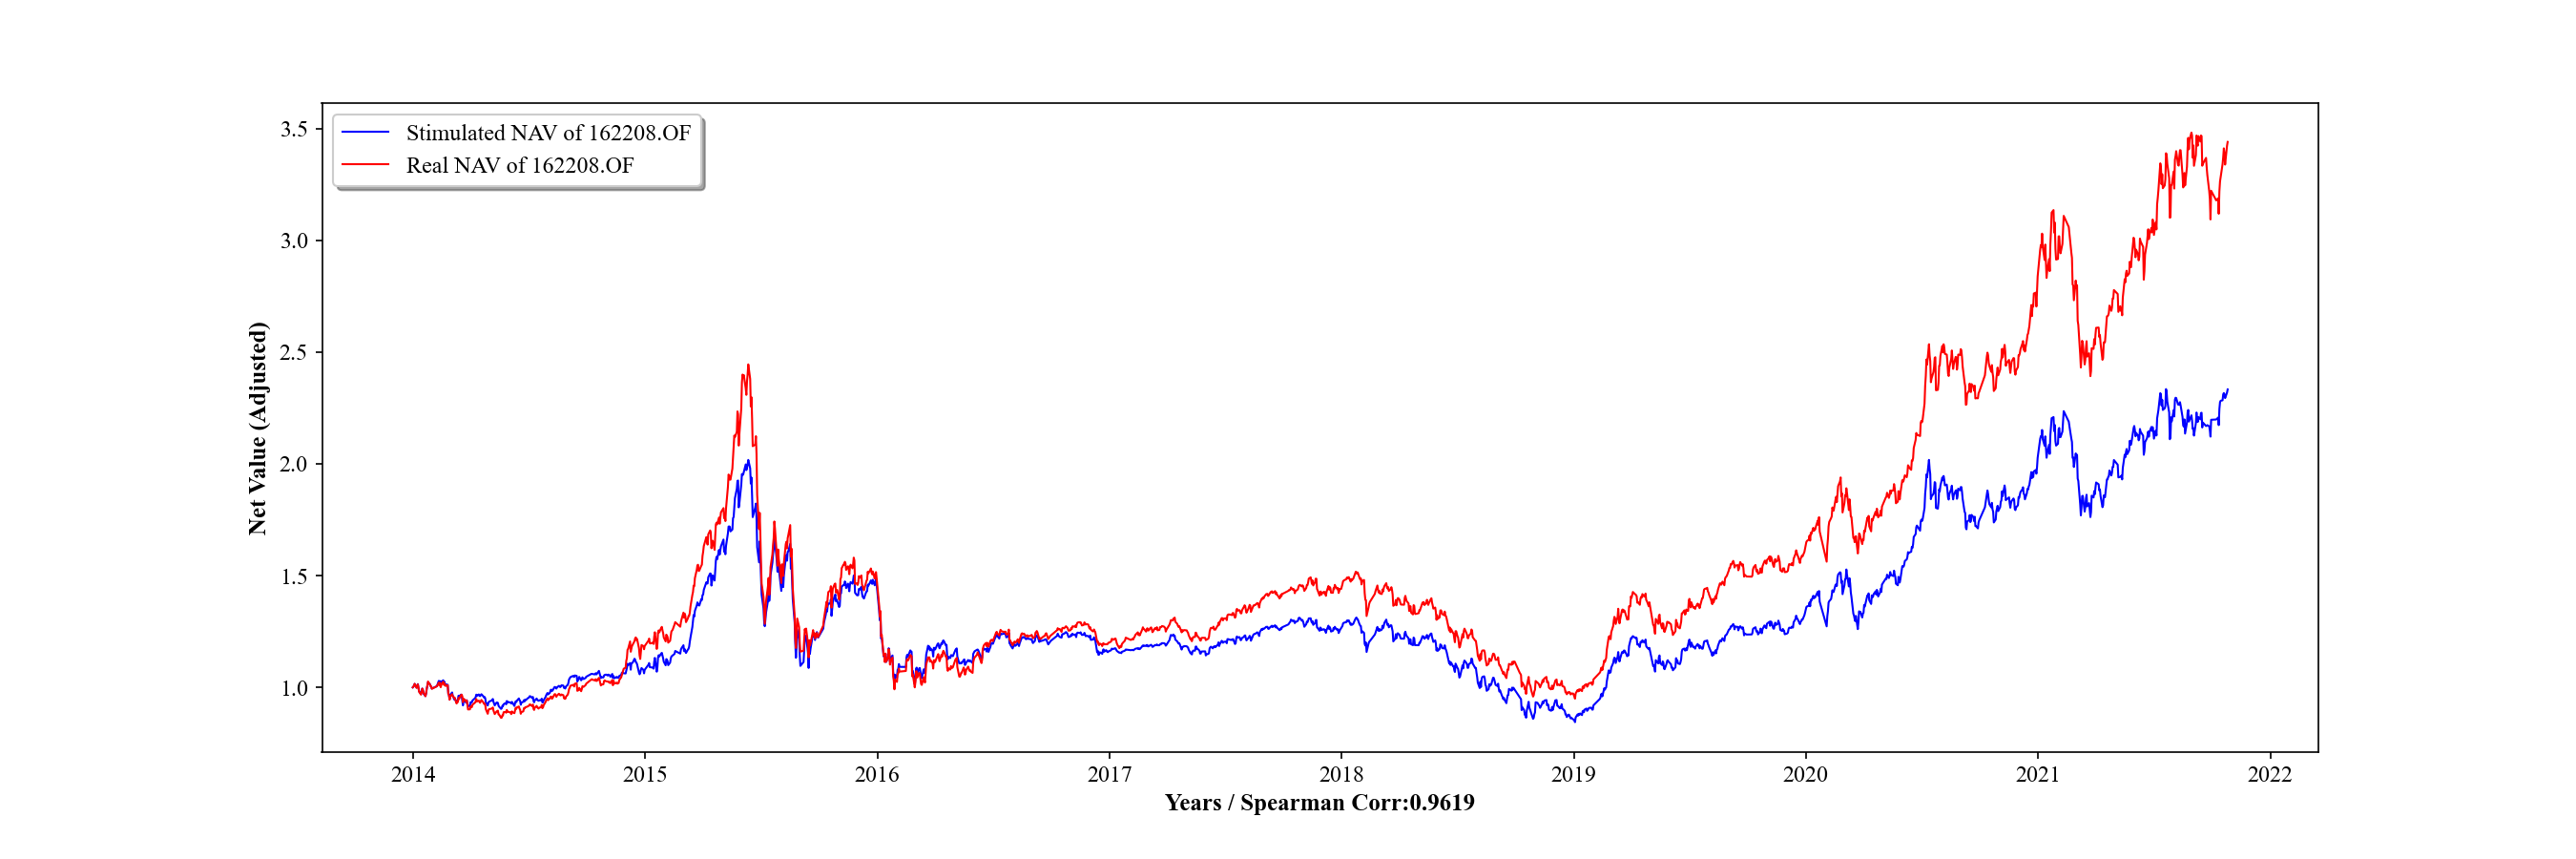 Stimulated NAV of 162208.OF
Real NAV of 162208.OF
3.5
3.0
2.5
2.0
1.5
1.0
Net Value (Adjusted)
2014 2015 2016 2017 2018 2019 2020 2021 2022
Years / Spearman Corr:0.9619